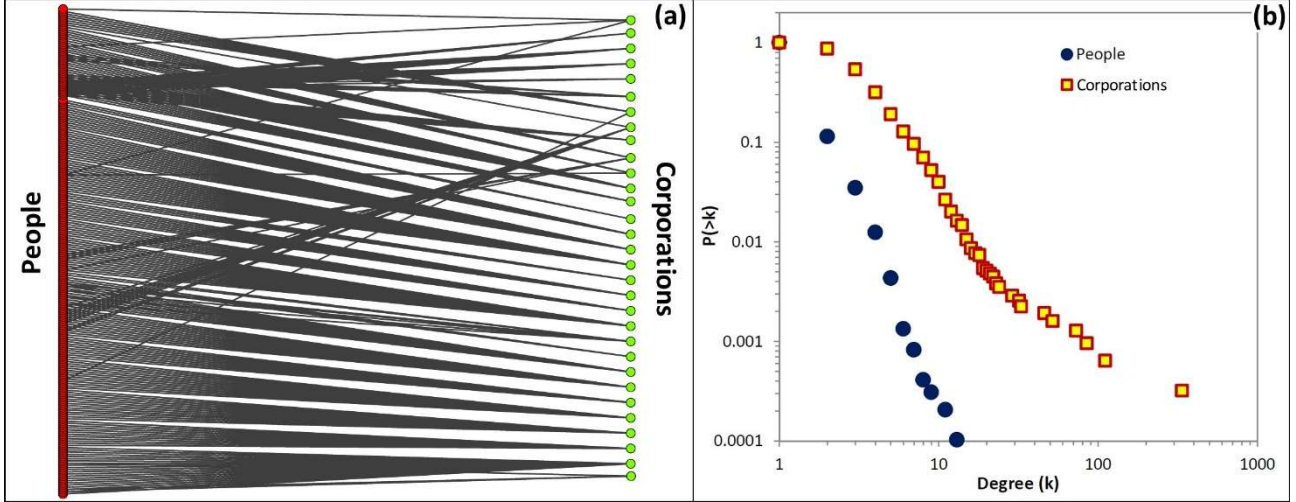 (a)
People
Corporations
(b)
People
Corporations
P(>k)
1
0.1
0.01
0.001
0.0001
1
10
100
1000
Degree (k)